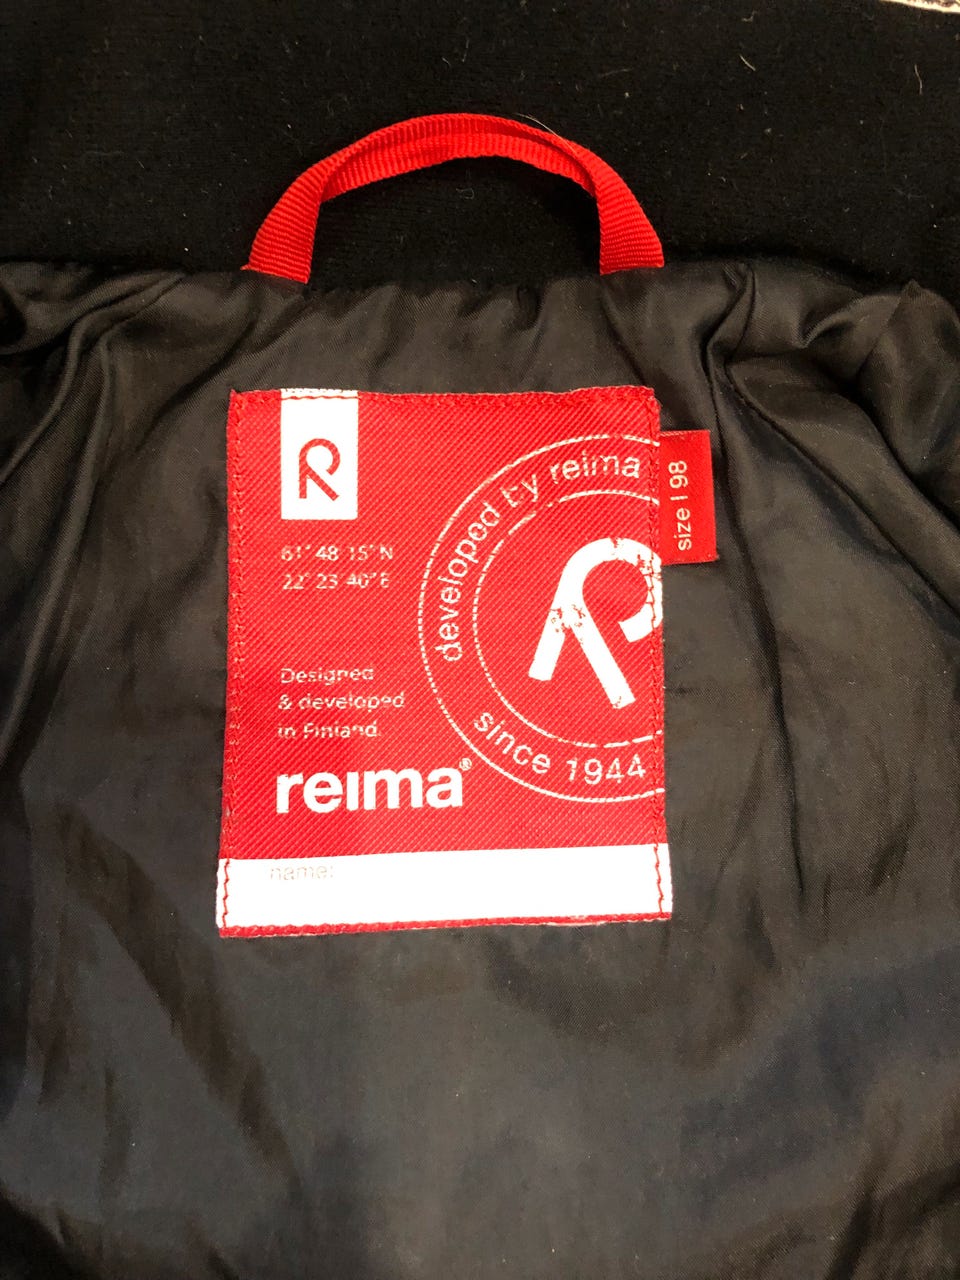 R
61° 48' 15" N
22° 23' 40" E
Designed
& developed
in Finland.
reima®
developed by reima
R
since 1944
size | 98
name: